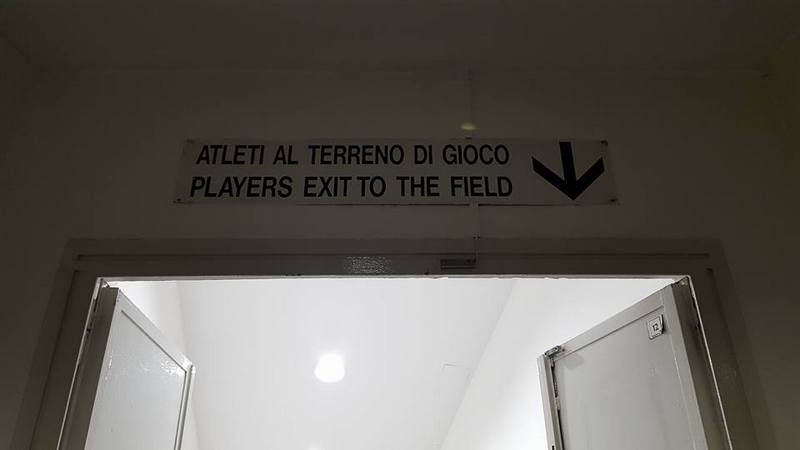 ATLETI AL TERRENO DI GIOCO
PLAYERS EXIT TO THE FIELD
12